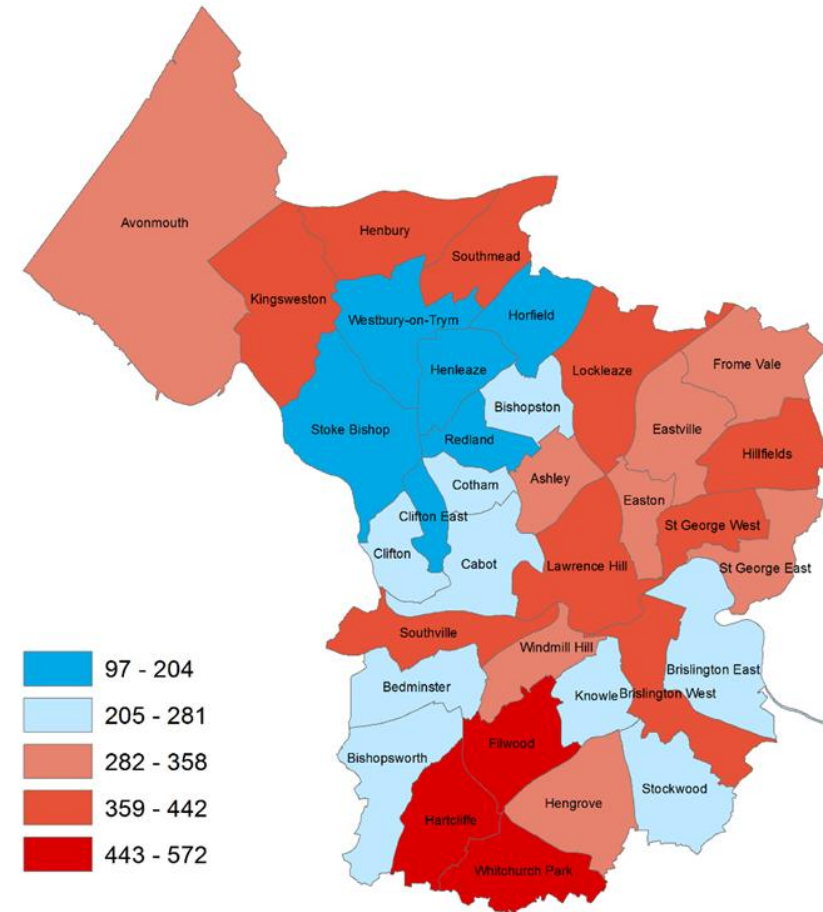 Avonmouth
Henbury
Southmead
Kingsweston
Westbury-on-Trym
Horfield
Henleaze
Lockleaze
Frome Vale
Bishopston
Stoke Bishop
Redland
Eastville
Hillfields
Cotham
Ashley
Easton
Clifton East
St George West
Clifton
Cabot
Lawrence Hill
St George East
Southville
Windmill Hill
Bedminster
Knowle
Brislington East
Brislington West
Filwood
Bishopsworth
Stockwood
Hengrove
Hartcliffe
Whitchurch Park
97 - 204
205 - 281
282 - 358
359 - 442
443 - 572